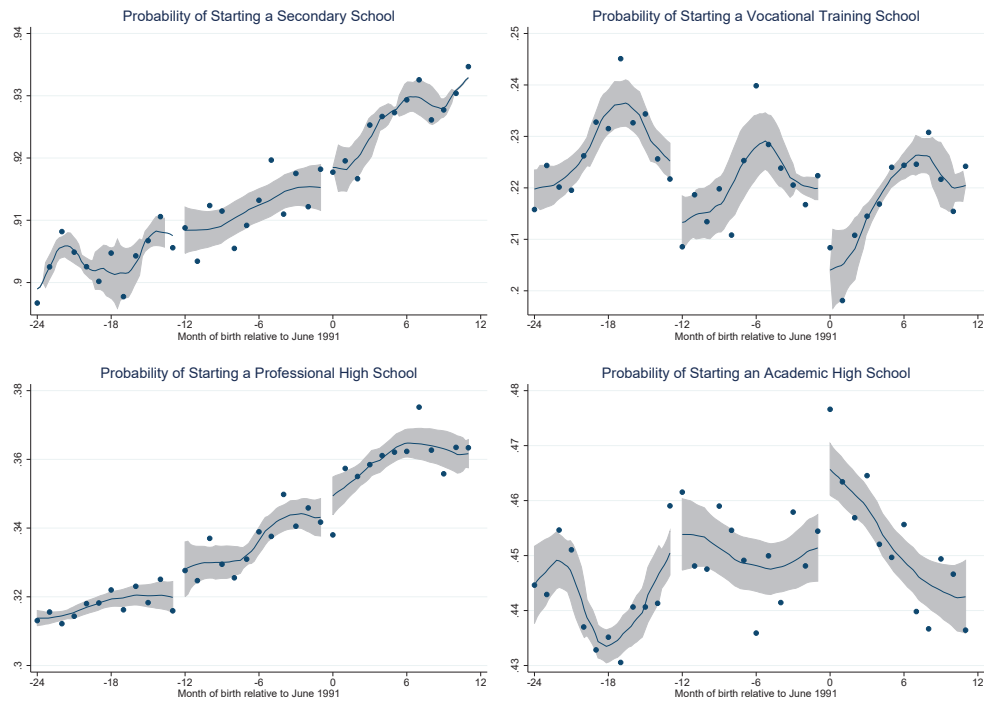 Probability of Starting a Secondary School
.94
.93
.92
.91
.9
-24 -18 -12 -6 0 6 12
Month of birth relative to June 1991
Probability of Starting a Vocational Training School
.25
.24
.23
.22
.21
.2
-24 -18 -12 -6 0 6 12
Month of birth relative to June 1991
Probability of Starting a Professional High School
.38
.36
.34
.32
.3
-24 -18 -12 -6 0 6 12
Month of birth relative to June 1991
Probability of Starting an Academic High School
.48
.47
.46
.45
.44
.43
-24 -18 -12 -6 0 6 12
Month of birth relative to June 1991